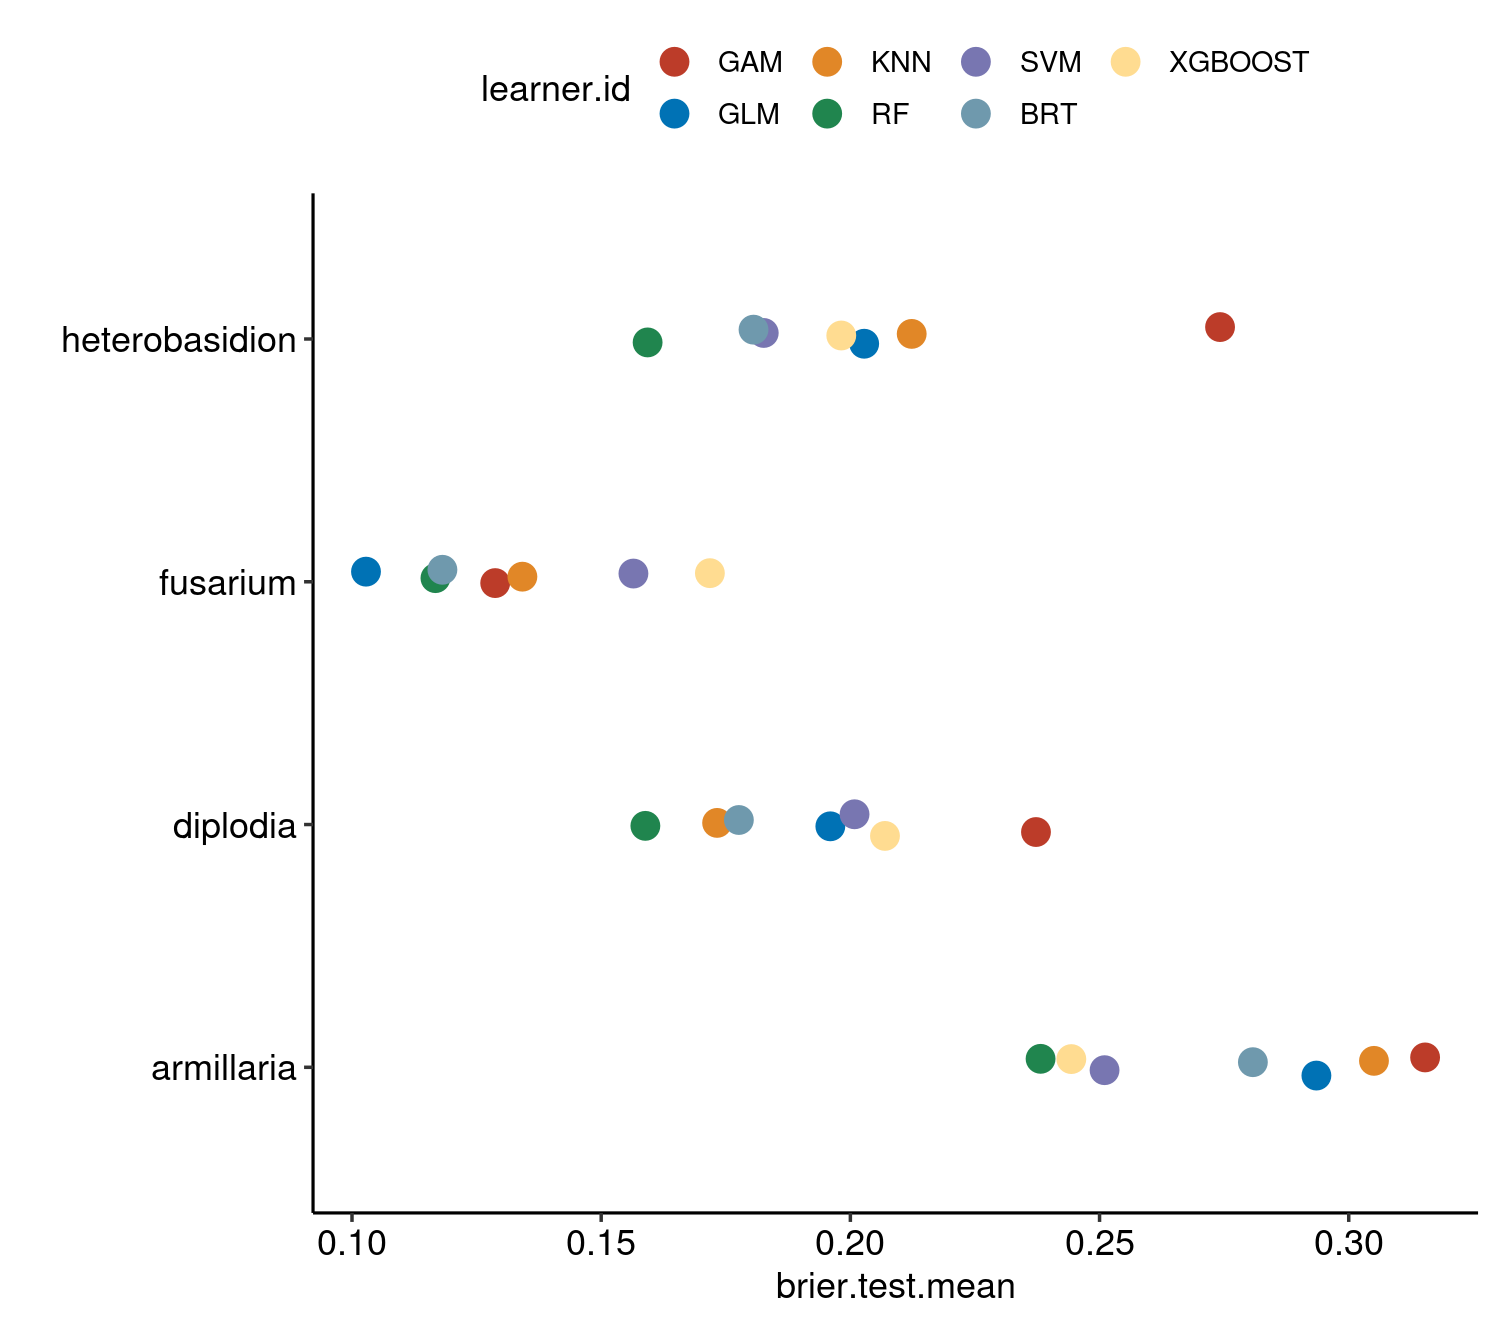 learner.id
GAM KNN SVM XGBOOST
GLM RF BRT
heterobasidion
fusarium
diplodia
armillaria
0.10 0.15 0.20 0.25 0.30
brier.test.mean